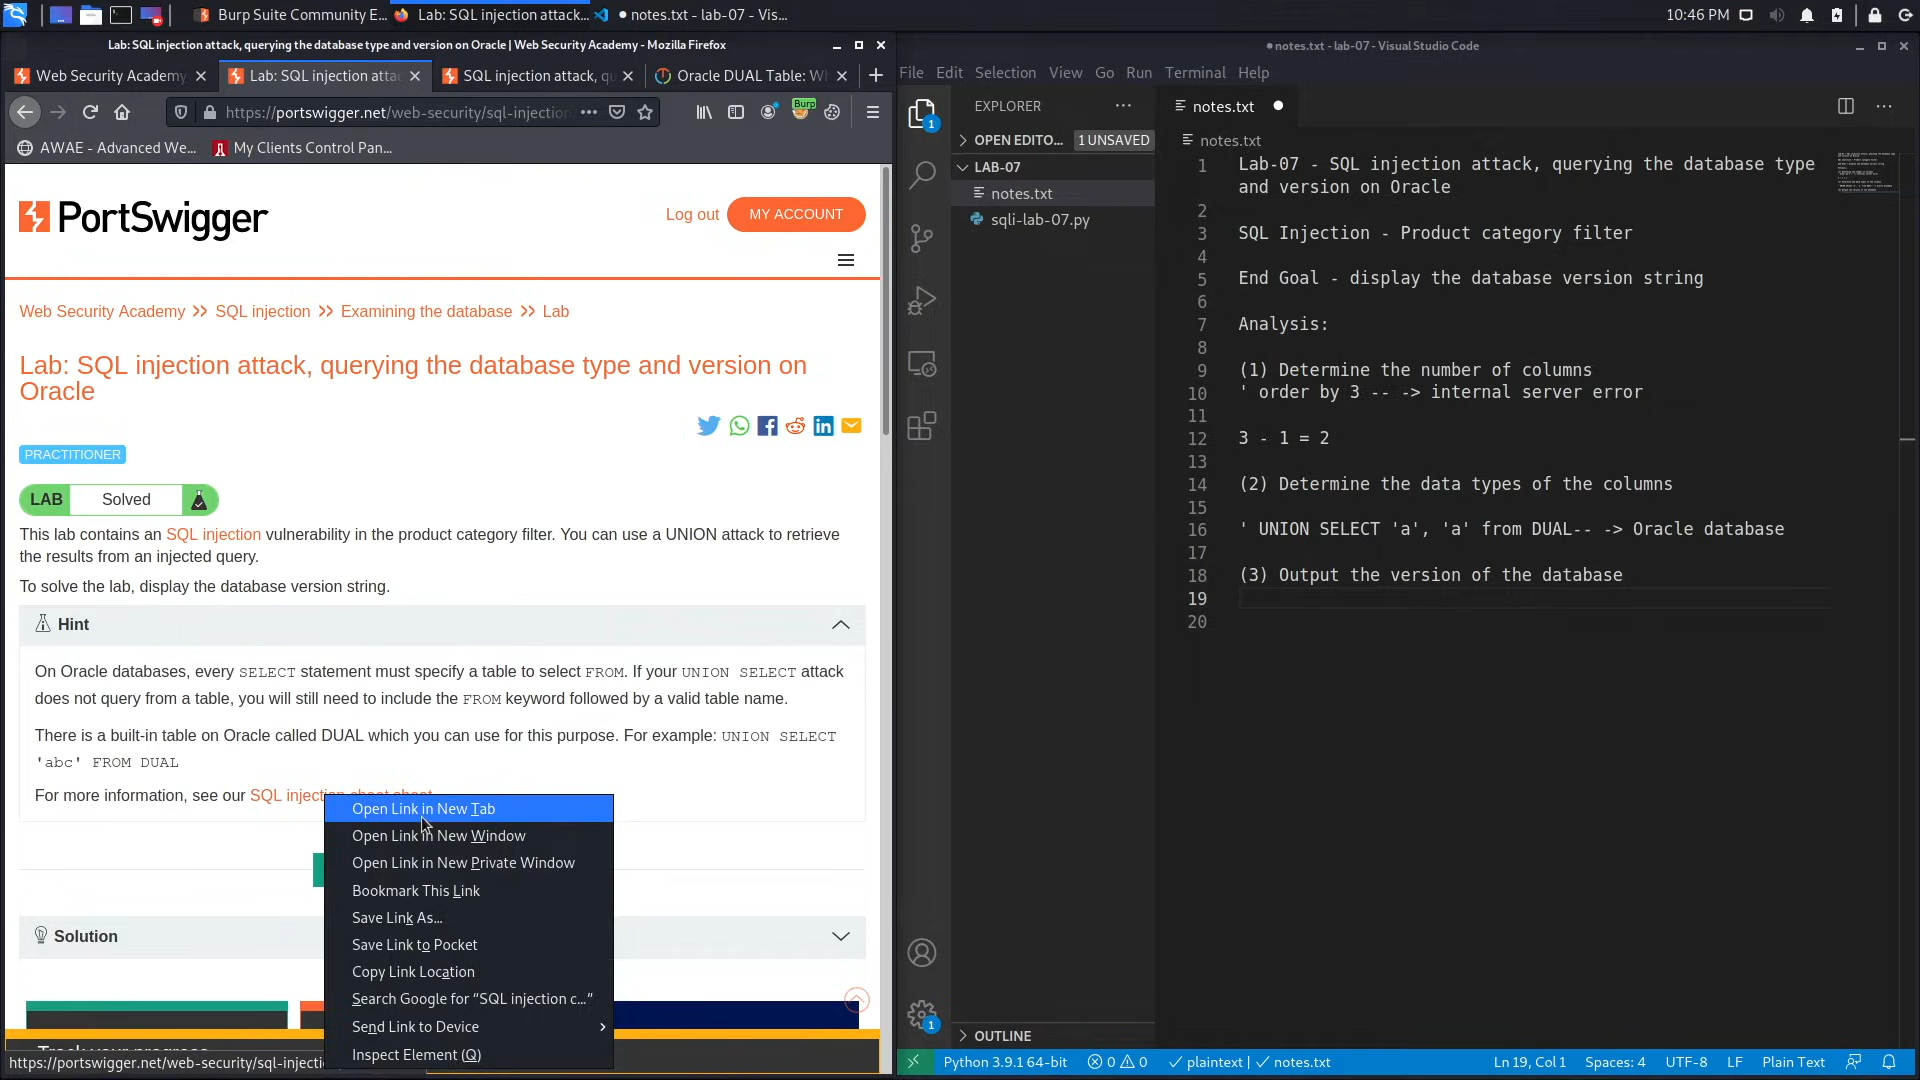 Burp Suite Community E...
Lab: SQL injection attack...
notes.txt - lab-07 - Vis...
10:46 PM
Lab: SQL injection attack, querying the database type and version on Oracle | Web Security Academy - Mozilla Firefox
Web Security Academy
Lab: SQL injection atta
SQL injection attack, qu
Oracle DUAL Table: W
https://portswigger.net/web-security/sql-injection
Burp
AWAE - Advanced We...
My Clients Control Pan...
PortSwigger
Log out
MY ACCOUNT
Web Security Academy >> SQL injection >> Examining the database >> Lab
Lab: SQL injection attack, querying the database type and version on
Oracle
PRACTITIONER
LAB Solved
This lab contains an SQL injection vulnerability in the product category filter. You can use a UNION attack to retrieve
the results from an injected query.
To solve the lab, display the database version string.
Hint
On Oracle databases, every SELECT statement must specify a table to select FROM. If your UNION SELECT attack
does not query from a table, you will still need to include the FROM keyword followed by a valid table name.
There is a built-in table on Oracle called DUAL which you can use for this purpose. For example: UNION SELECT
'abc' FROM DUAL
For more information, see our SQL injection cheat sheet
Open Link in New Tab
Open Link in New Window
Open Link in New Private Window
Bookmark This Link
Save Link As...
Save Link to Pocket
Copy Link Location
Search Google for “SQL injection c...”
Send Link to Device
Inspect Element (Q)
Solution
Track your progress
https://portswigger.net/web-security/sql-injecti
notes.txt - lab-07 - Visual Studio Code
File Edit Selection View Go Run Terminal Help
EXPLORER
OPEN EDITO... 1 UNSAVED
LAB-07
notes.txt
sqli-lab-07.py
OUTLINE
1
1
notes.txt
notes.txt
1 Lab-07 - SQL injection attack, querying the database type
and version on Oracle
2
3 SQL Injection - Product category filter
4
5 End Goal - display the database version string
6
7 Analysis:
8
9 (1) Determine the number of columns
10 ' order by 3 -- -> internal server error
11
12 3 - 1 = 2
13
14 (2) Determine the data types of the columns
15
16 ' UNION SELECT 'a', 'a' from DUAL-- -> Oracle database
17
18 (3) Output the version of the database
19
20
Python 3.9.1 64-bit 0 0 plaintext | notes.txt Ln 19, Col 1 Spaces: 4 UTF-8 LF Plain Text